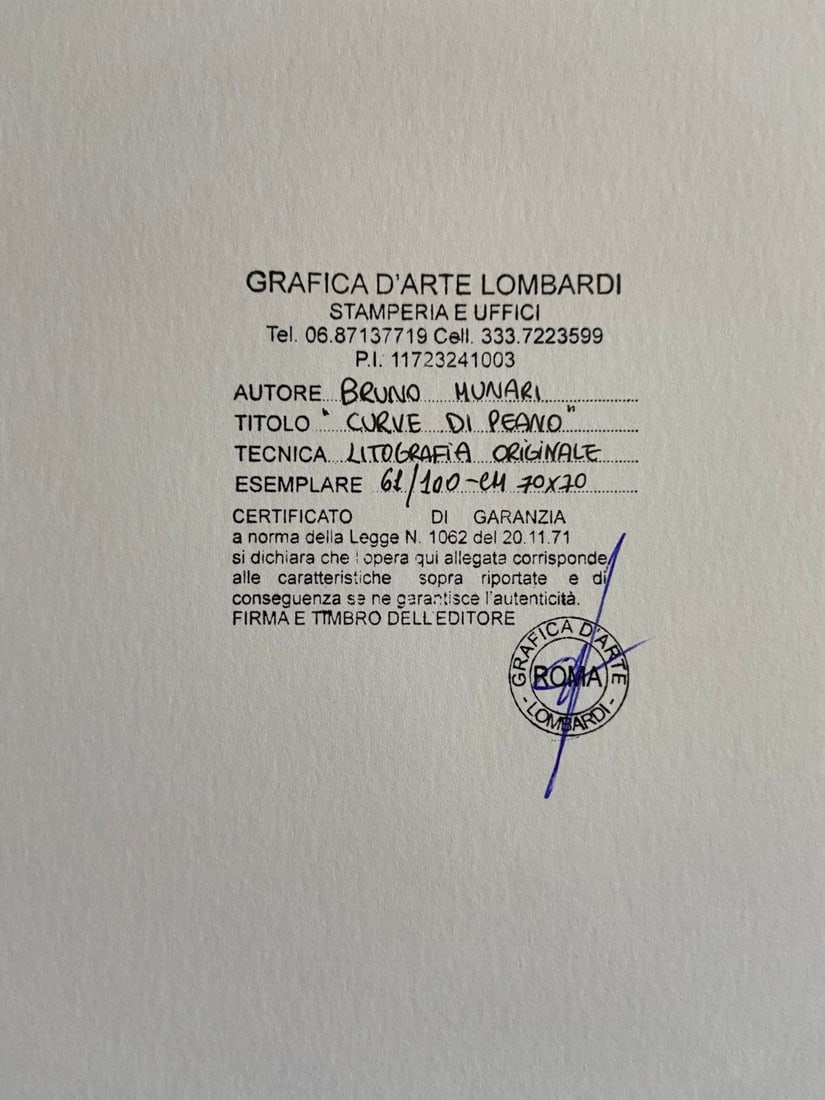 GRAFICA D'ARTE LOMBARDI
STAMPERIA E UFFICI
Tel. 06.87137719 Cell. 333.7223599
P.I. 11723241003
AUTORE BRUNO MUNARI
TITOLO "CURVE DI PEANO"
TECNICA LITOGRAFIA ORIGINALE
ESEMPLARE 61/100-CM 70x70
CERTIFICATO DI GARANZIA
a norma della Legge N. 1062 del 20.11.71
si dichiara che l'opera qui allegata corrisponde
alle caratteristiche sopra riportate e di
conseguenza se ne garantisce l'autenticità.
FIRMA E TIMBRO DELL'EDITORE
GRAFICA D'ARTE
ROMA
- LOMBARDI -